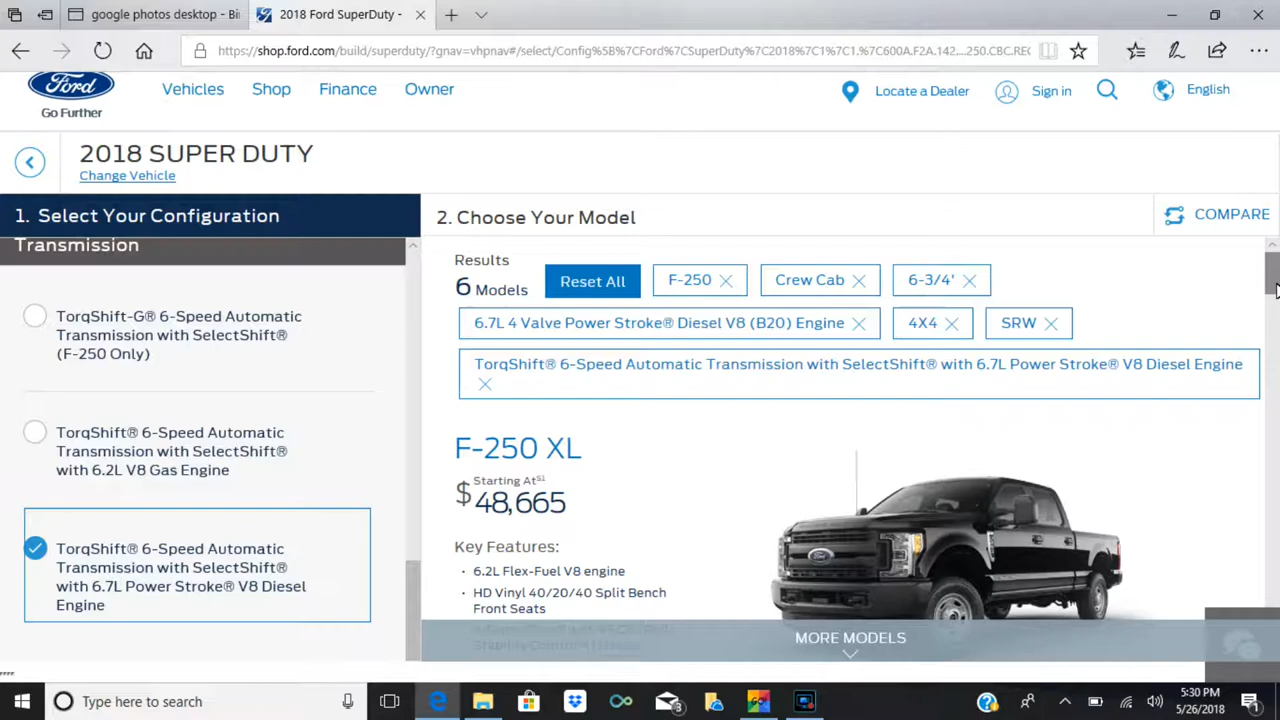 google photos desktop - Bi
2018 Ford SuperDuty -
https://shop.ford.com/build/superduty/?gnav=vhpnav#/select/Config%5B%7CFord%7CSuperDuty%7C2018%7C1%7C1.%7C600A.F2A.142...250.CBC.REC
Ford
Go Further
Vehicles
Shop
Finance
Owner
Locate a Dealer
Sign in
English
2018 SUPER DUTY
Change Vehicle
1. Select Your Configuration
2. Choose Your Model
COMPARE
Transmission
TorqShift-G® 6-Speed Automatic
Transmission with SelectShift®
(F-250 Only)
TorqShift® 6-Speed Automatic
Transmission with SelectShift®
with 6.2L V8 Gas Engine
TorqShift® 6-Speed Automatic
Transmission with SelectShift®
with 6.7L Power Stroke® V8 Diesel
Engine
Results
6 Models
Reset All
F-250
Crew Cab
6-3/4'
6.7L 4 Valve Power Stroke® Diesel V8 (B20) Engine
4X4
SRW
TorqShift® 6-Speed Automatic Transmission with SelectShift® with 6.7L Power Stroke® V8 Diesel Engine
F-250 XL
Starting At
$48,665
Key Features:
• 6.2L Flex-Fuel V8 engine
• HD Vinyl 40/20/40 Split Bench
Front Seats
MORE MODELS
Type here to search
3
5:30 PM
5/26/2018
1